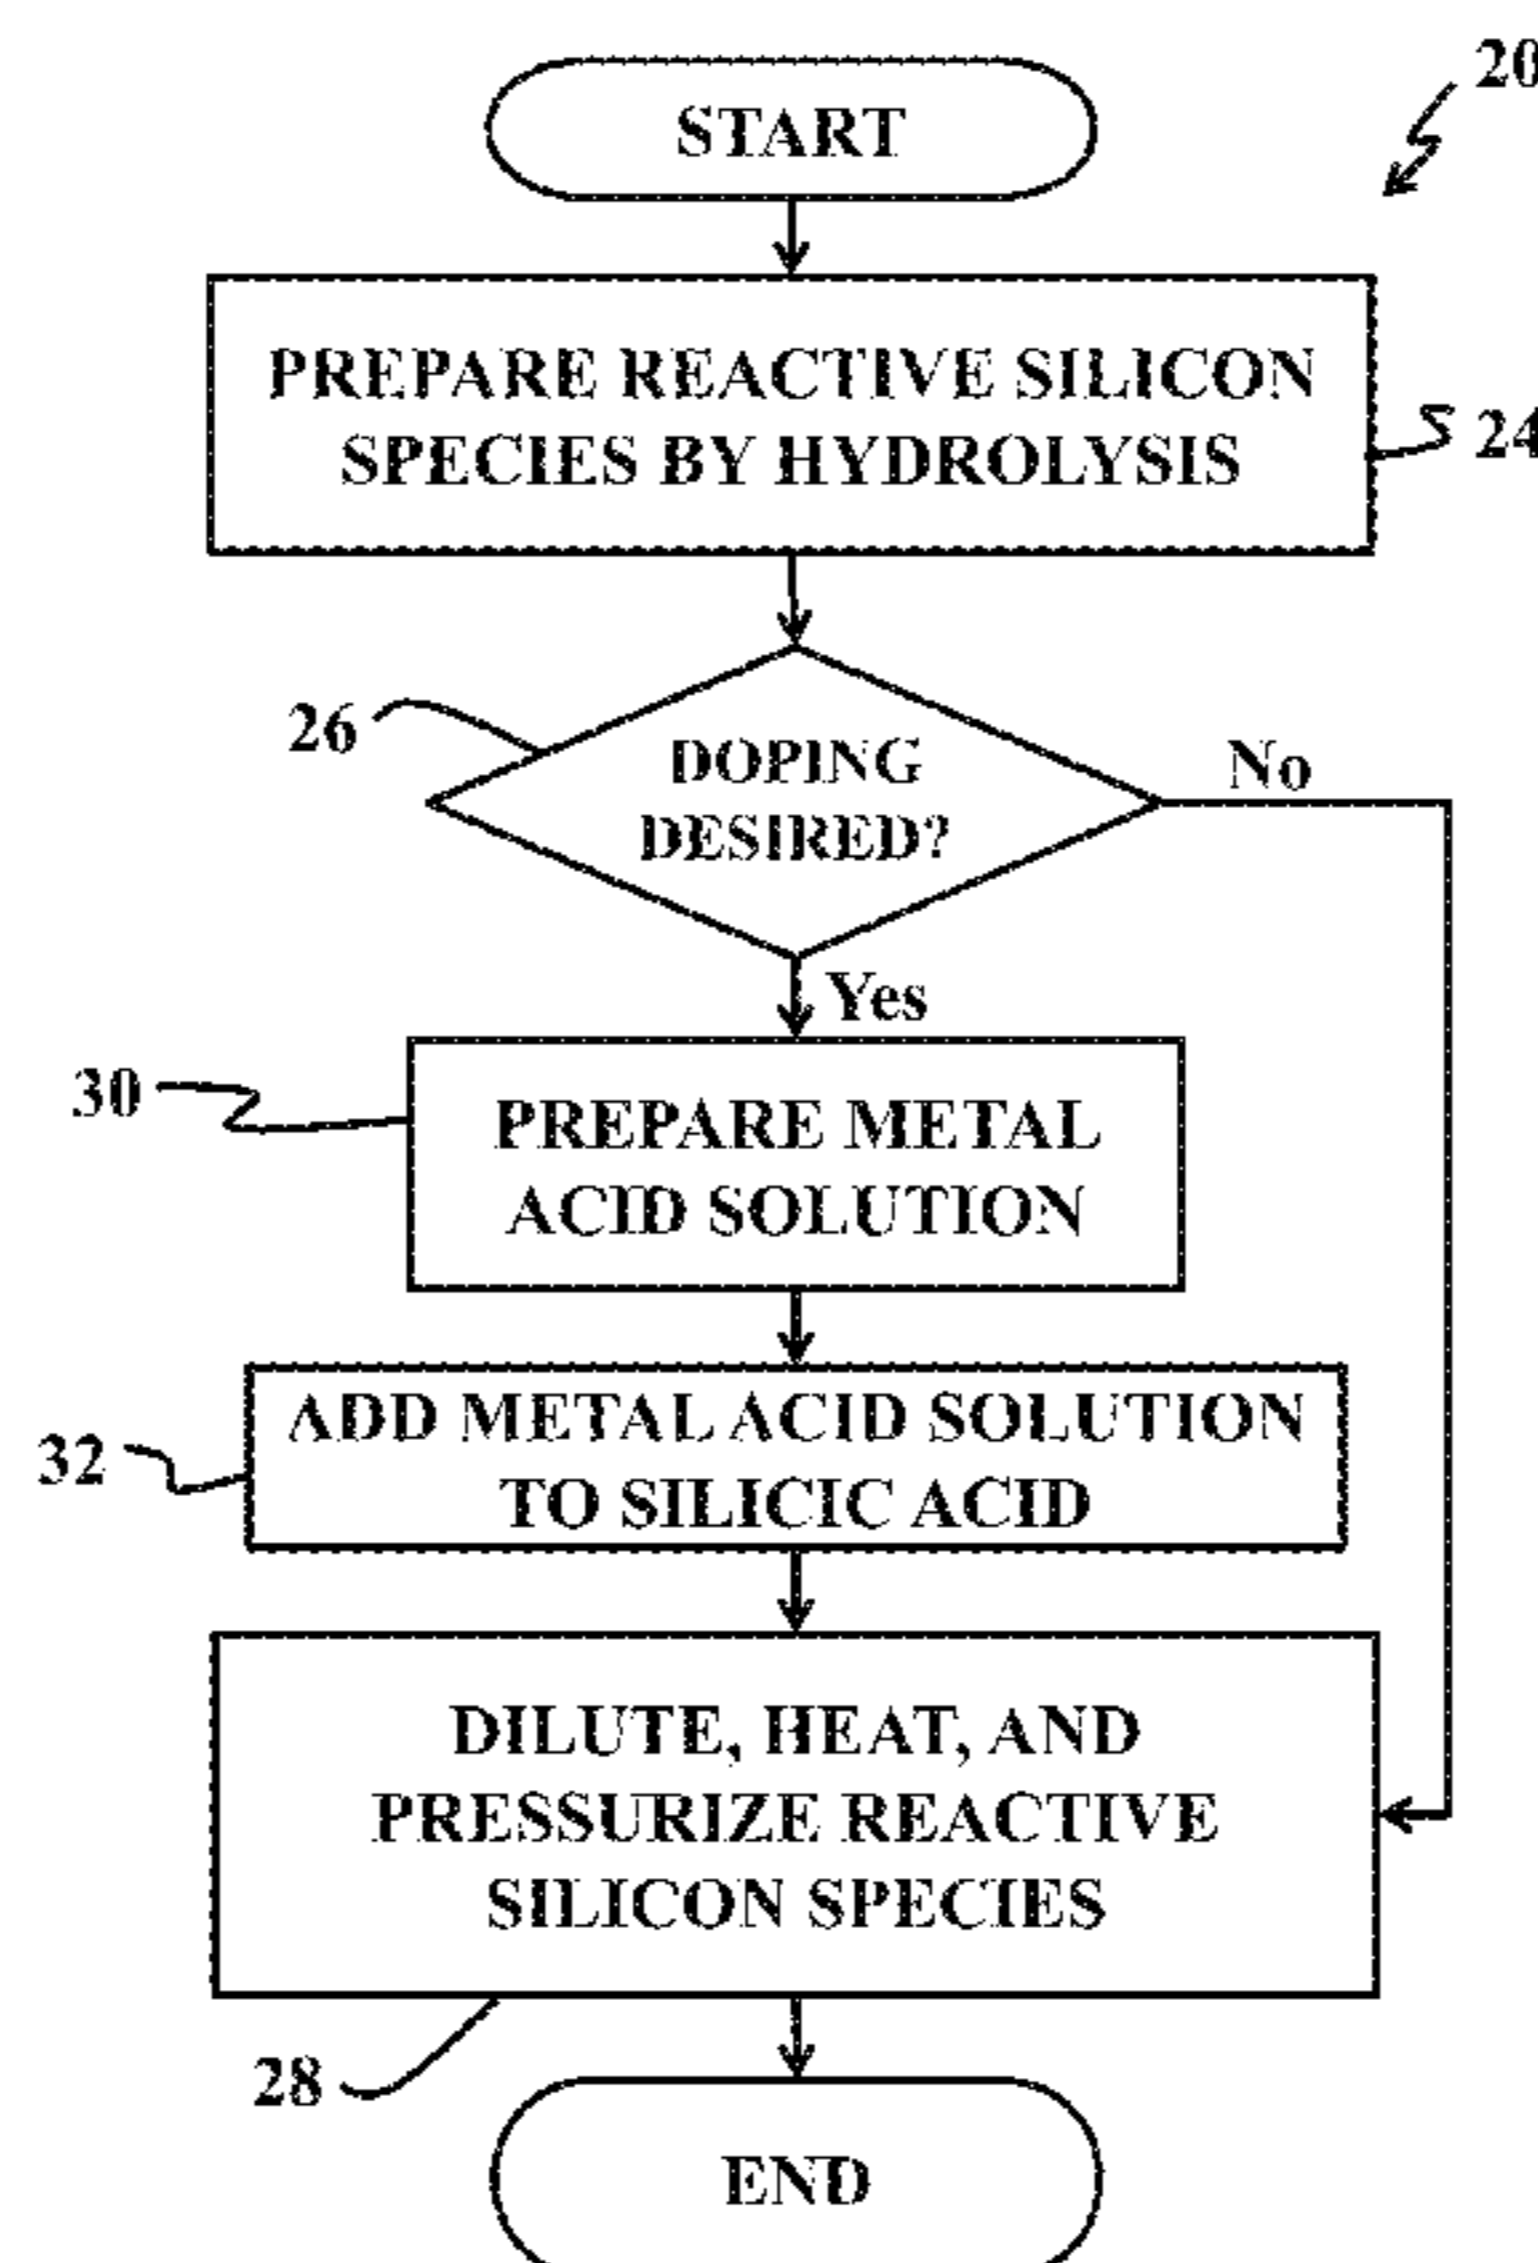 START
20
PREPARE REACTIVE SILICON
SPECIES BY HYDROLYSIS
24
26
DOPING
DESIRED?
No
Yes
30
PREPARE METAL
ACID SOLUTION
32
ADD METAL ACID SOLUTION
TO SILICIC ACID
DILUTE, HEAT, AND
PRESSURIZE REACTIVE
SILICON SPECIES
28
END